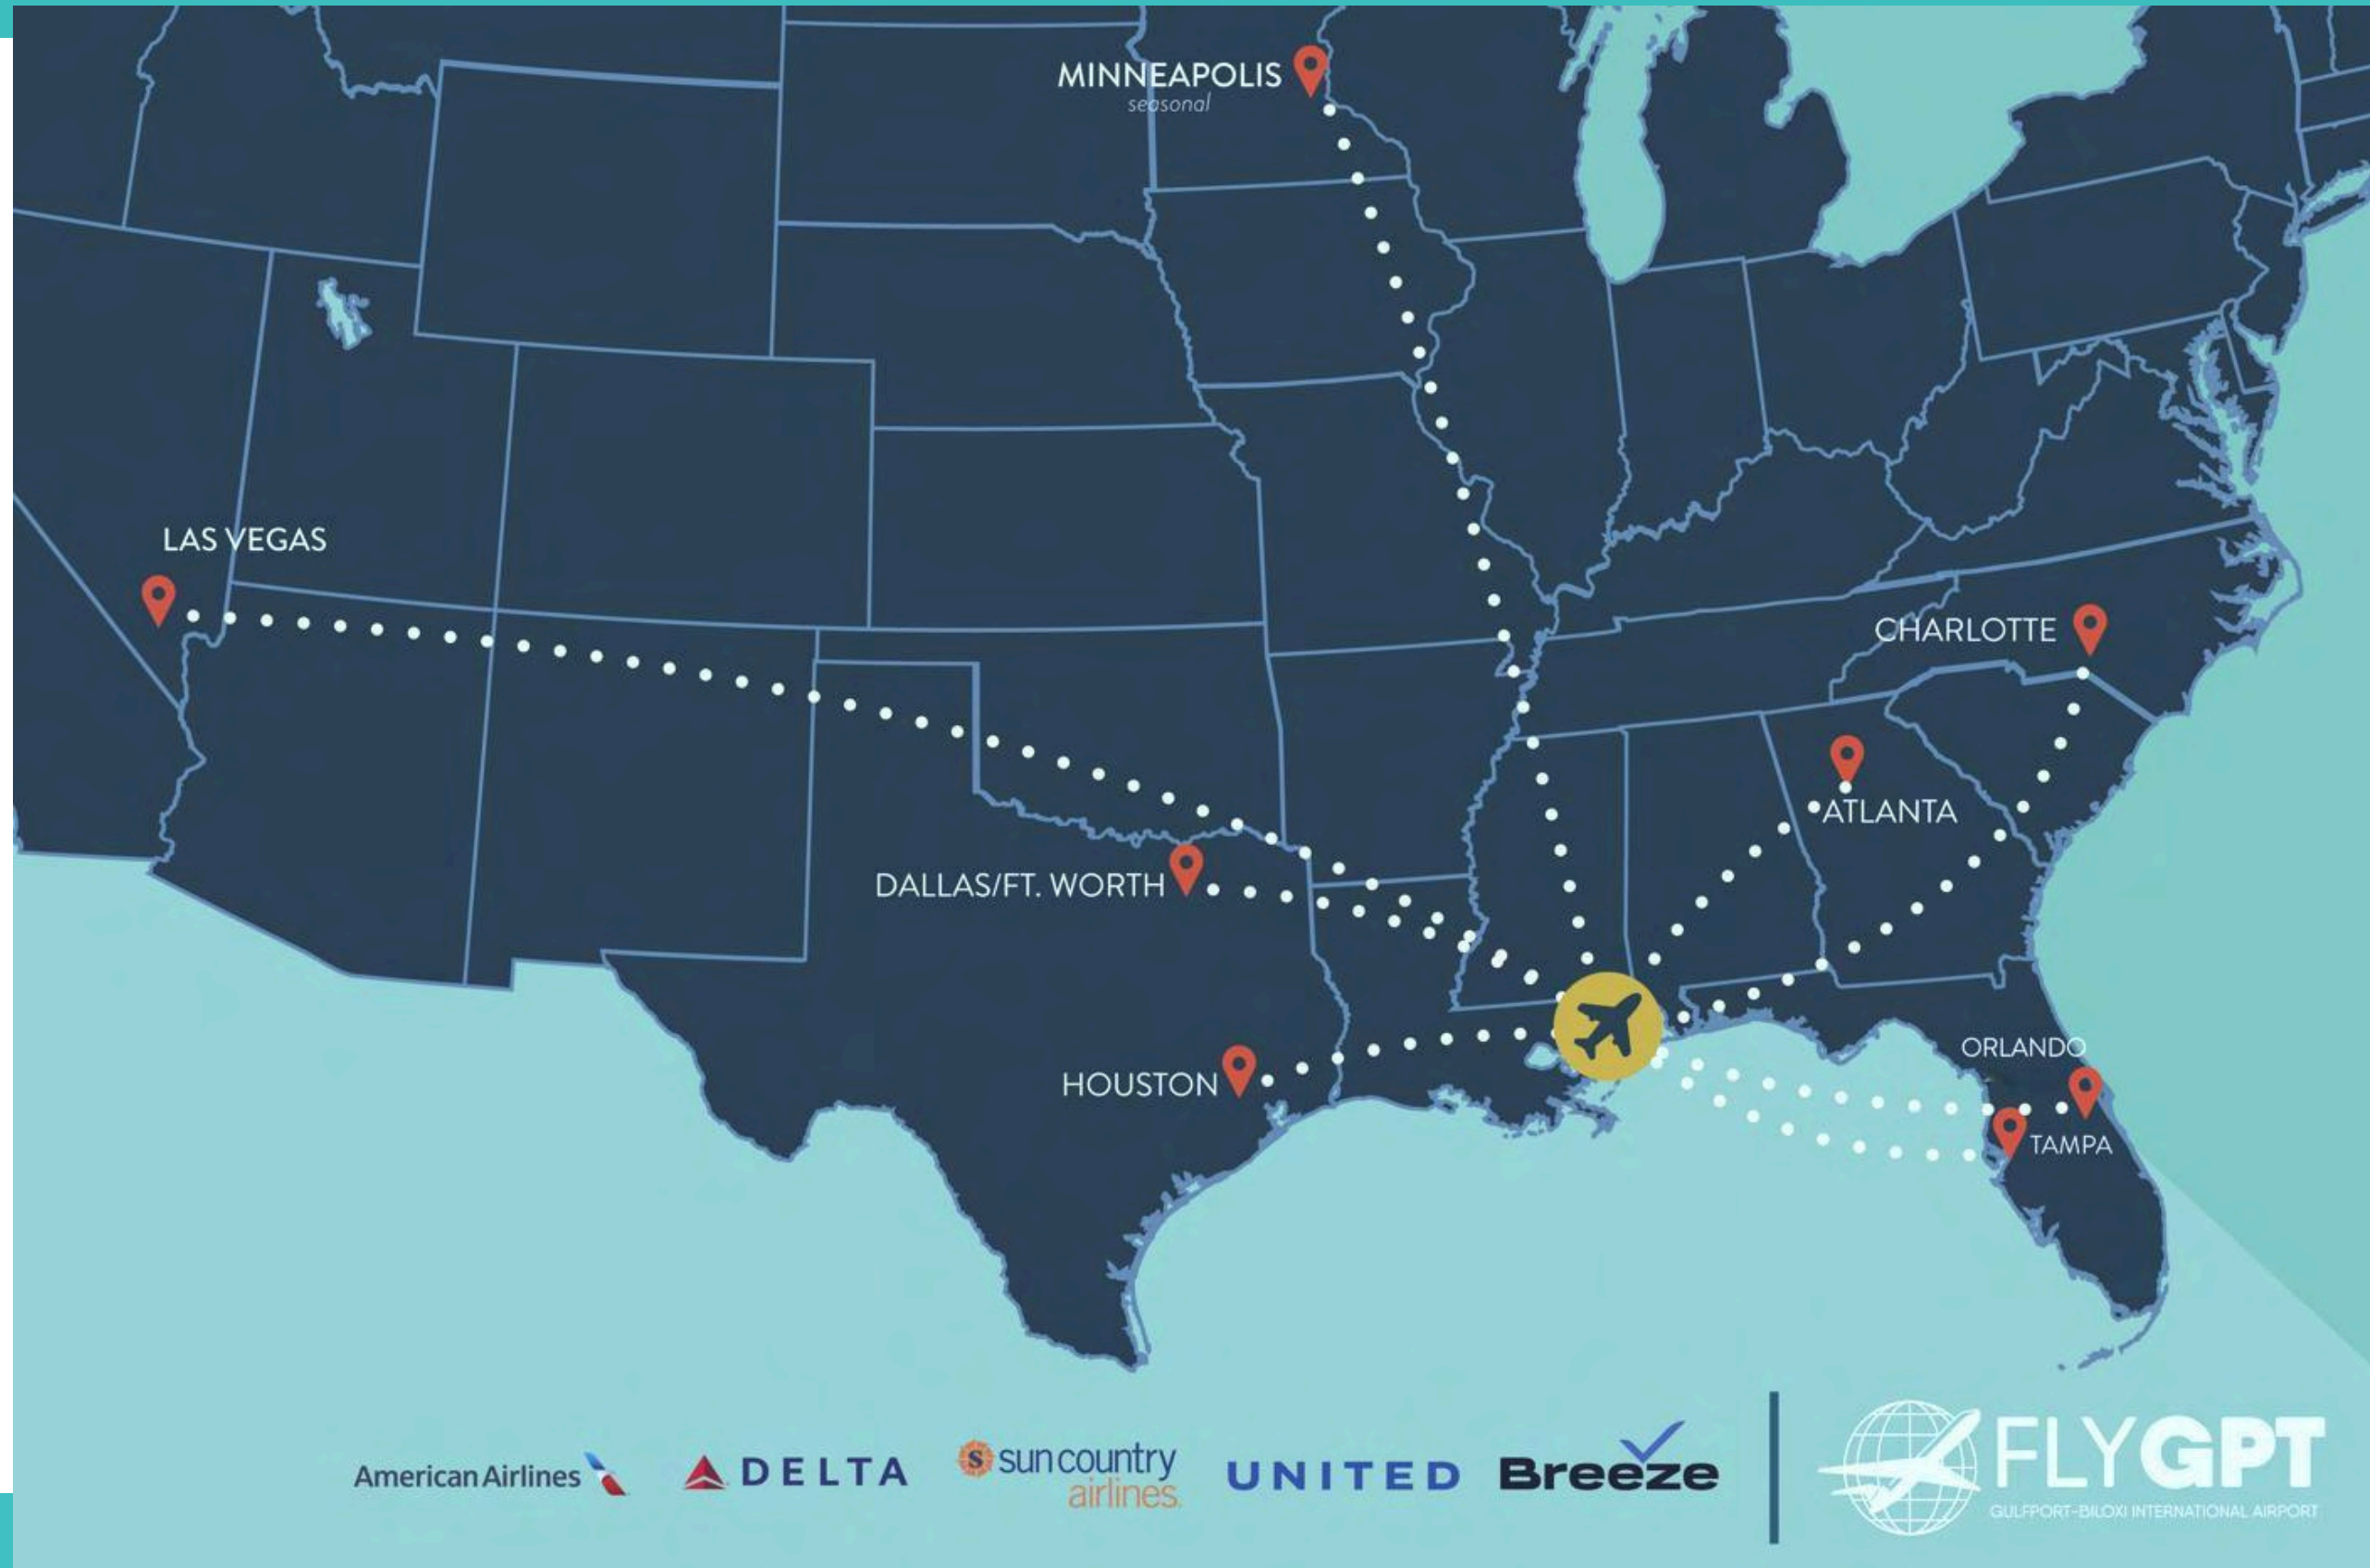 MINNEAPOLIS
seasonal
LAS VEGAS
CHARLOTTE
ATLANTA
DALLAS/FT. WORTH
ORLANDO
HOUSTON
TAMPA
American Airlines
DELTA
S
sun country
airlines
UNITED
Breeze
FLYGPT
GULFPORT-BILOXI INTERNATIONAL AIRPORT